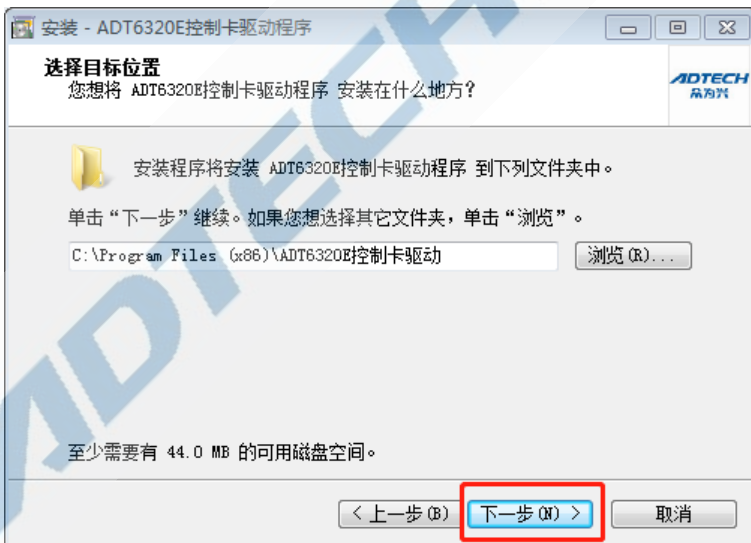 安装 - ADT6320E控制卡驱动程序
选择目标位置
您想将 ADT6320E控制卡驱动程序 安装在什么地方？
ADTECH
众为兴
安装程序将安装 ADT6320E控制卡驱动程序 到下列文件夹中。
单击“下一步”继续。如果您想选择其它文件夹，单击“浏览”。
C:\Program Files (x86)\ADT6320E控制卡驱动
浏览(R)...
至少需要有 44.0 MB 的可用磁盘空间。
< 上一步(B)
下一步(N) >
取消
ADTECH